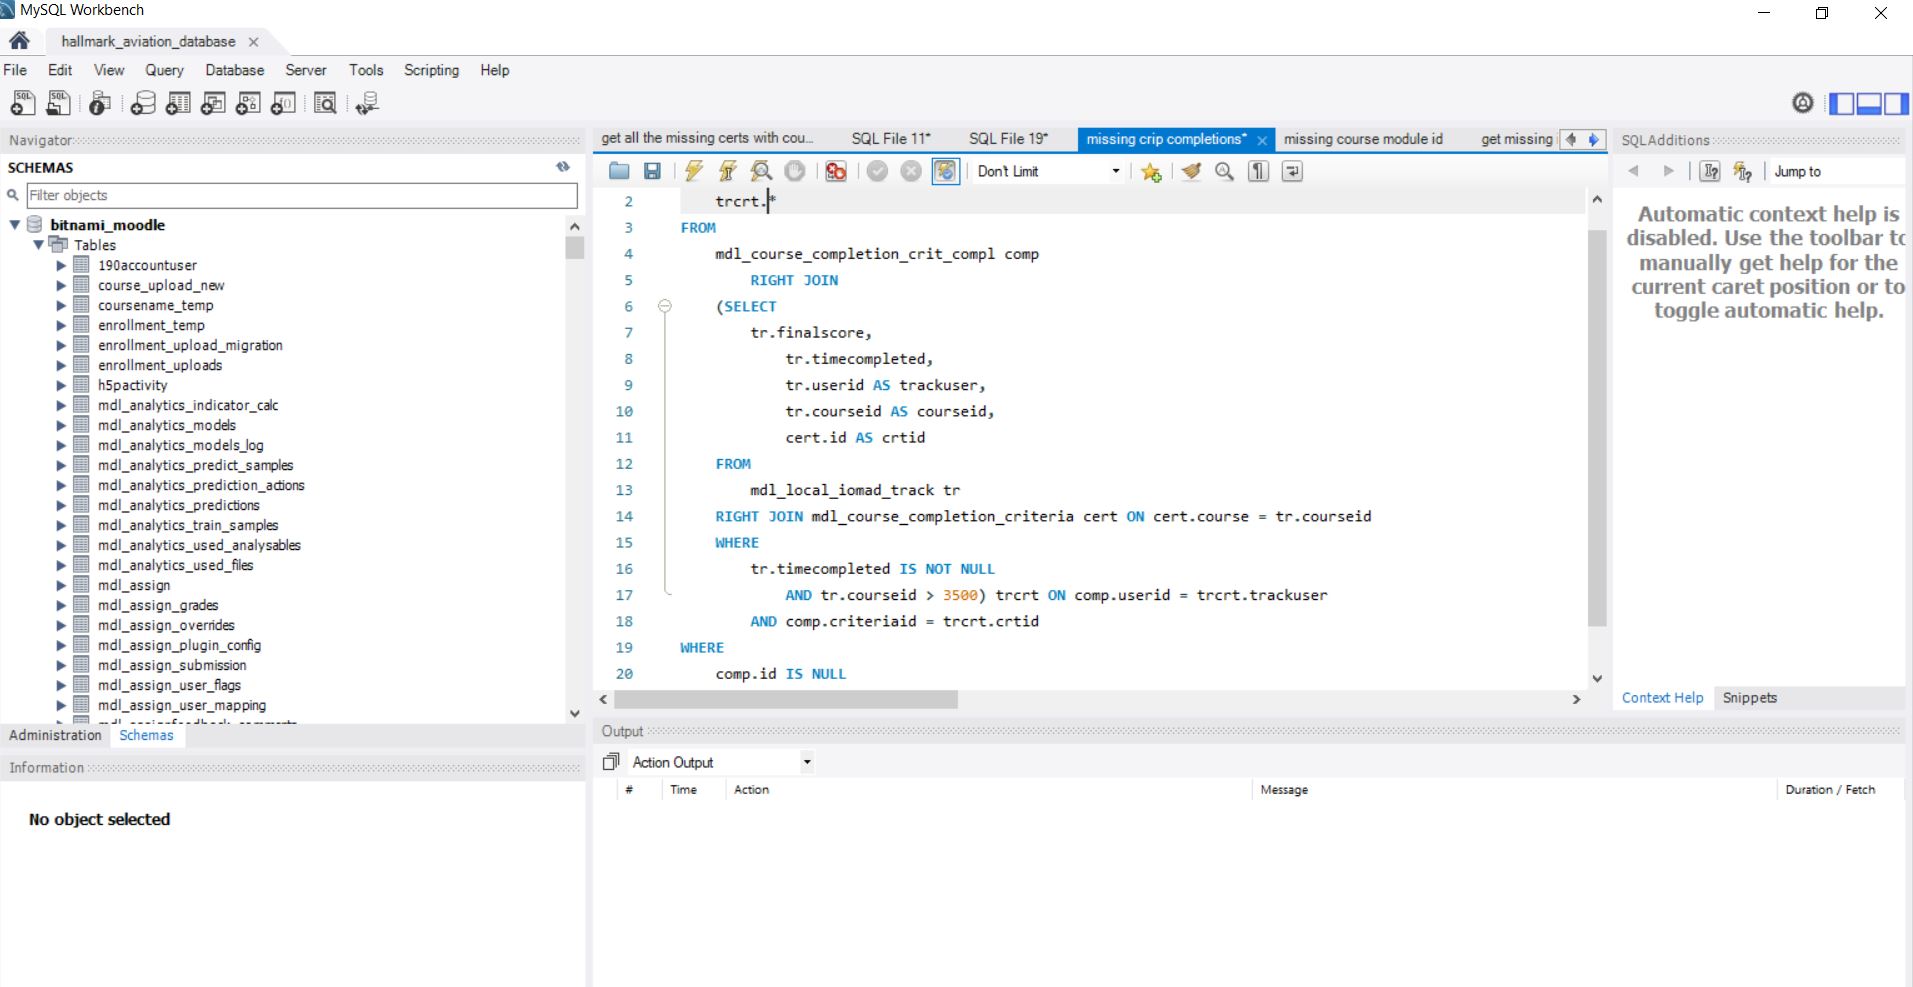 MySQL Workbench
hallmark_aviation_database
File Edit View Query Database Server Tools Scripting Help
Navigator
SCHEMAS
Filter objects
bitnami_moodle
Tables
190accountuser
course_upload_new
coursename_temp
enrollment_temp
enrollment_upload_migration
enrollment_uploads
h5pactivity
mdl_analytics_indicator_calc
mdl_analytics_models
mdl_analytics_models_log
mdl_analytics_predict_samples
mdl_analytics_prediction_actions
mdl_analytics_predictions
mdl_analytics_train_samples
mdl_analytics_used_analysables
mdl_analytics_used_files
mdl_assign
mdl_assign_grades
mdl_assign_overrides
mdl_assign_plugin_config
mdl_assign_submission
mdl_assign_user_flags
mdl_assign_user_mapping
Administration Schemas
Information
No object selected
get all the missing certs with cou... SQL File 11* SQL File 19* missing crip completions* missing course module id get missing
Don't Limit
2 trcrt.*
3 FROM
4 mdl_course_completion_crit_compl comp
5 RIGHT JOIN
6 (SELECT
7 tr.finalscore,
8 tr.timecompleted,
9 tr.userid AS trackuser,
10 tr.courseid AS courseid,
11 cert.id AS crtid
12 FROM
13 mdl_local_iomad_track tr
14 RIGHT JOIN mdl_course_completion_criteria cert ON cert.course = tr.courseid
15 WHERE
16 tr.timecompleted IS NOT NULL
17 AND tr.courseid > 3500) trcrt ON comp.userid = trcrt.trackuser
18 AND comp.criteriaid = trcrt.crtid
19 WHERE
20 comp.id IS NULL
Output
Action Output
# Time Action Message Duration / Fetch
SQLAdditions
Jump to
Automatic context help is
disabled. Use the toolbar to
manually get help for the
current caret position or to
toggle automatic help.
Context Help Snippets